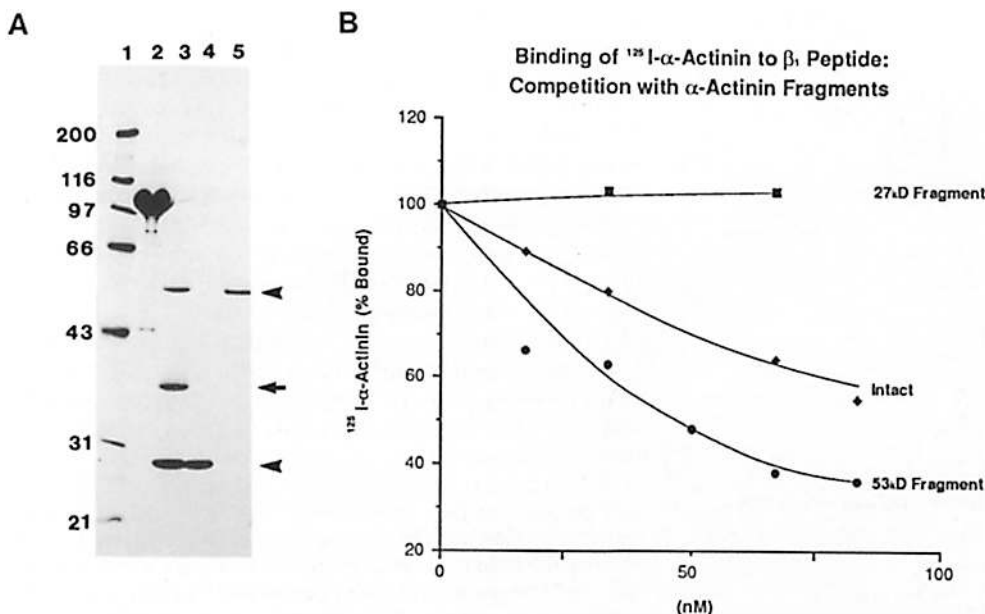 A
1 2 3 4 5
200
116
97
66
43
31
21
B
Binding of ¹²⁵ I-α-Actinin to β₁ Peptide:
Competition with α-Actinin Fragments
¹²⁵ I-α-Actinin (% Bound)
120
100
80
60
40
20
27kD Fragment
Intact
53kD Fragment
0 50 100
(nM)